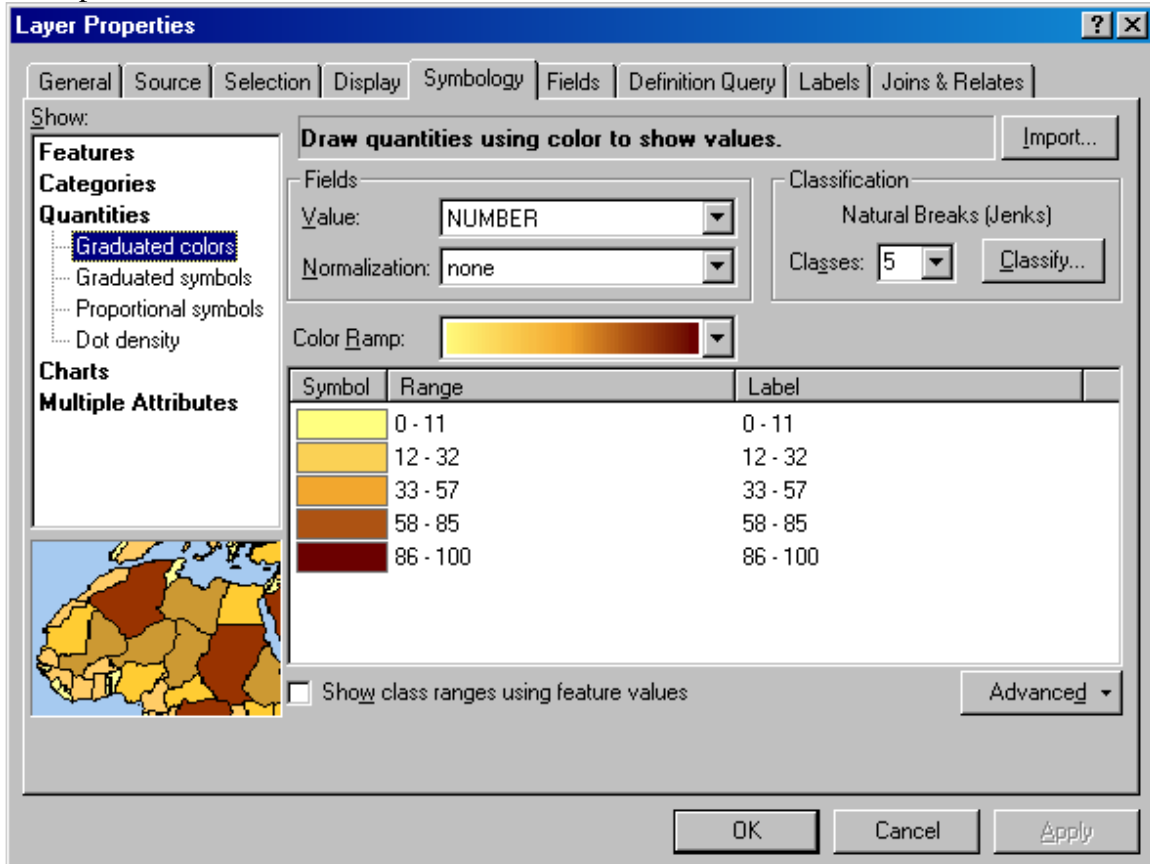 Layer Properties
General Source Selection Display Symbology Fields Definition Query Labels Joins & Relates
Show:
Features
Categories
Quantities
Graduated colors
Graduated symbols
Proportional symbols
Dot density
Charts
Multiple Attributes
Draw quantities using color to show values.
Import...
Fields
Value: NUMBER
Normalization: none
Classification
Natural Breaks (Jenks)
Classes: 5 Classify...
Color Ramp:
Symbol Range Label
0 - 11 0 - 11
12 - 32 12 - 32
33 - 57 33 - 57
58 - 85 58 - 85
86 - 100 86 - 100
Show class ranges using feature values
Advanced
OK Cancel Apply